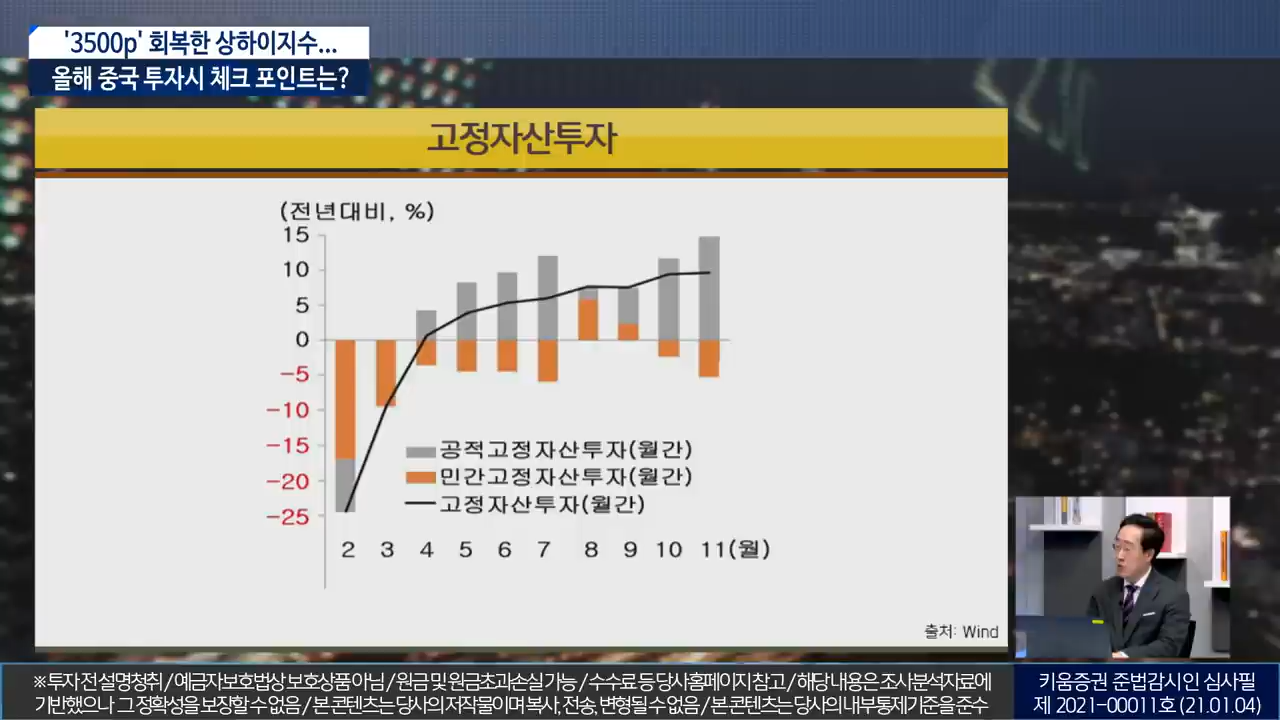 '3500p' 회복한 상하이지수...
올해 중국 투자시 체크 포인트는?
고정자산투자
(전년대비, %)
15
10
5
0
-5
-10
-15
-20
-25
공적고정자산투자(월간)
민간고정자산투자(월간)
고정자산투자(월간)
2 3 4 5 6 7 8 9 10 11(월)
출처: Wind
※ 투자 전 설명청취 / 예금자보호법상 보호상품 아님 / 원금 및 원금초과손실 가능 / 수수료 등 당사홈페이지 참고 / 해당 내용은 조사분석자료에
기반했으나 그 정확성을 보장할 수 없음 / 본 콘텐츠는 당사의 저작물이며 복사, 전송, 변형될 수 없음 / 본 콘텐츠는 당사의 내부통제기준을 준수
키움증권 준법감시인 심사필
제 2021-00011호 (21.01.04)